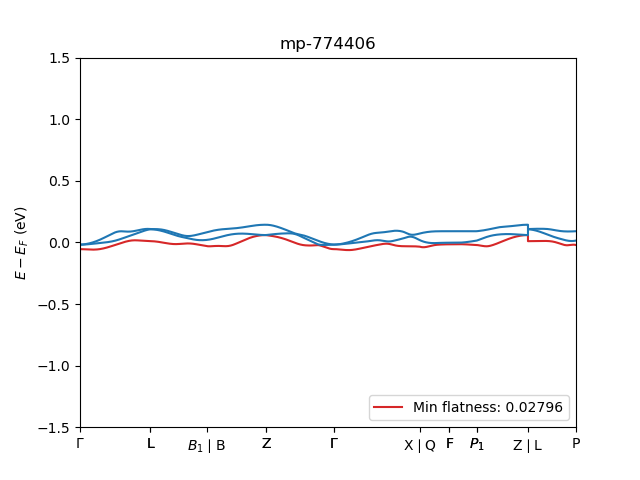 mp-774406
E − E_F (eV)
1.5
1.0
0.5
0.0
−0.5
−1.0
−1.5
Min flatness: 0.02796
Γ L B₁ | B Z Γ X | Q F P₁ Z | L P